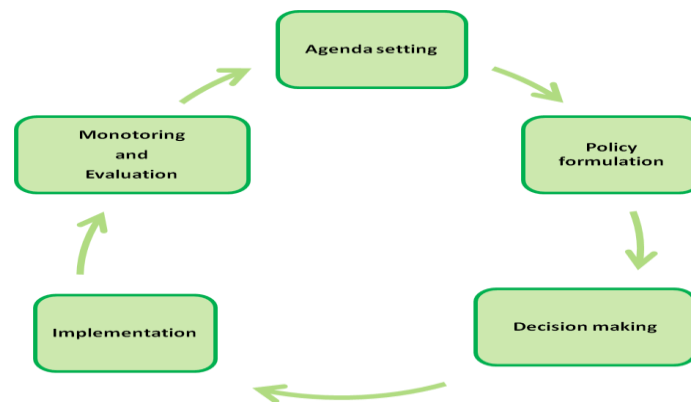 Agenda setting
Policy
formulation
Decision making
Implementation
Monotoring
and
Evaluation